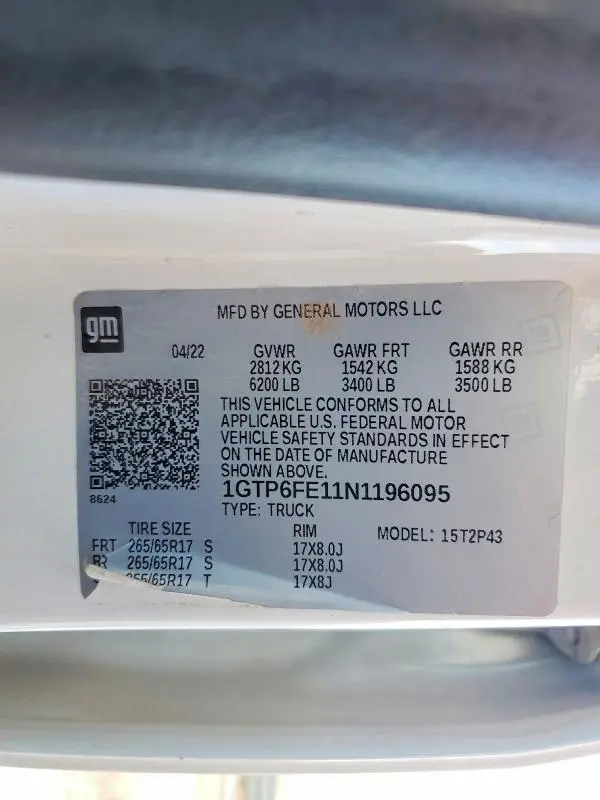 gm
MFD BY GENERAL MOTORS LLC
04/22 GVWR GAWR FRT GAWR RR
2812 KG 1542 KG 1588 KG
6200 LB 3400 LB 3500 LB
THIS VEHICLE CONFORMS TO ALL
APPLICABLE U.S. FEDERAL MOTOR
VEHICLE SAFETY STANDARDS IN EFFECT
ON THE DATE OF MANUFACTURE
SHOWN ABOVE.
8624
1GTP6FE11N1196095
TYPE: TRUCK
TIRE SIZE RIM MODEL: 15T2P43
FRT 265/65R17 S 17X8.0J
RR 265/65R17 S 17X8.0J
255/65R17 T 17X8J